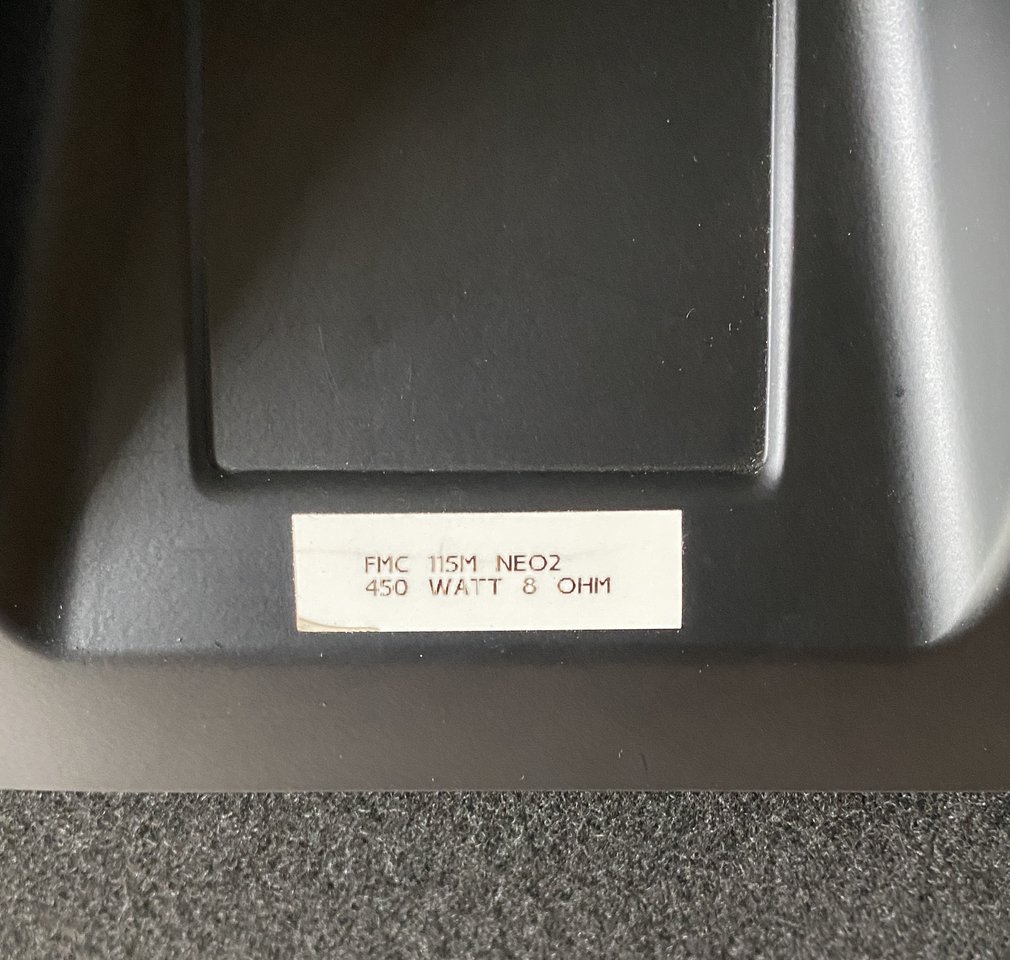 FMC 115M NEO2
450 WATT 8 OHM